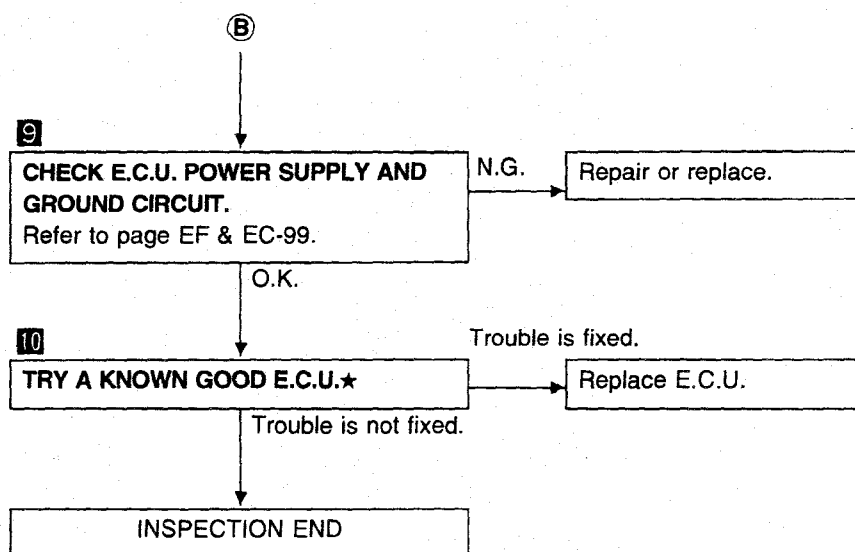 B
9
CHECK E.C.U. POWER SUPPLY AND
GROUND CIRCUIT.
Refer to page EF & EC-99.
N.G.
Repair or replace.
O.K.
10
TRY A KNOWN GOOD E.C.U.★
Trouble is fixed.
Replace E.C.U.
Trouble is not fixed.
INSPECTION END